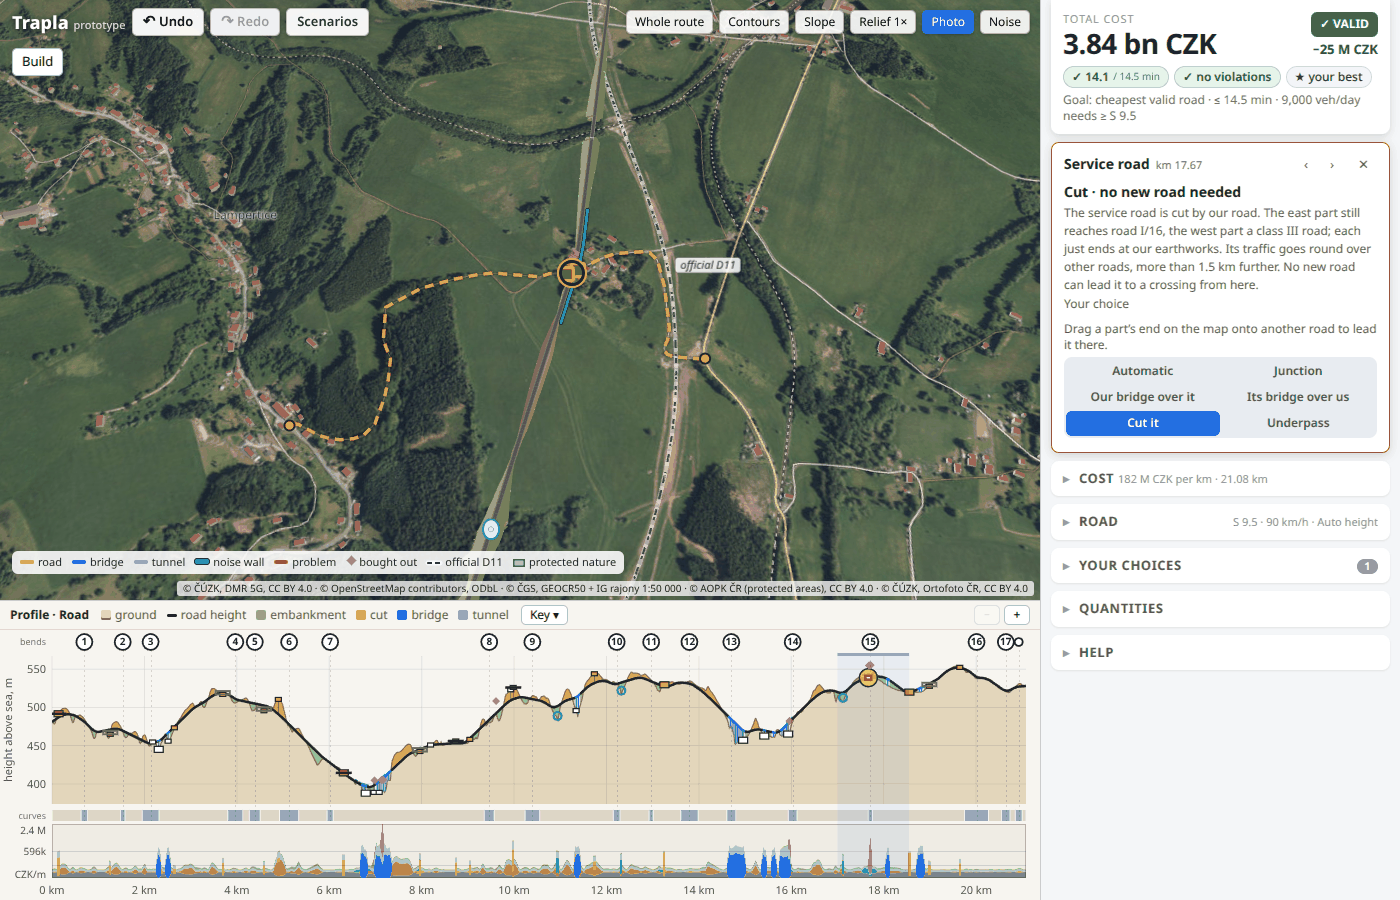 Trapla prototype
↶ Undo
↷ Redo
Scenarios
Whole route
Contours
Slope
Relief 1×
Photo
Noise
Build
Lampertice
official D11
road
bridge
tunnel
noise wall
problem
bought out
official D11
protected nature
© ČÚZK, DMR 5G, CC BY 4.0 · © OpenStreetMap contributors, ODbL · © ČGS, GEOCR50 + IG rajony 1:50 000 · © AOPK ČR (protected areas), CC BY 4.0 · © ČÚZK, Ortofoto ČR, CC BY 4.0
TOTAL COST
✓ VALID
3.84 bn CZK
−25 M CZK
✓ 14.1 / 14.5 min
✓ no violations
★ your best
Goal: cheapest valid road · ≤ 14.5 min · 9,000 veh/day
needs ≥ S 9.5
Service road km 17.67
‹ › ✕
Cut · no new road needed
The service road is cut by our road. The east part still
reaches road I/16, the west part a class III road; each
just ends at our earthworks. Its traffic goes round over
other roads, more than 1.5 km further. No new road
can lead it to a crossing from here.
Your choice
Drag a part's end on the map onto another road to lead
it there.
Automatic
Junction
Our bridge over it
Its bridge over us
Cut it
Underpass
▶ COST 182 M CZK per km · 21.08 km
▶ ROAD S 9.5 · 90 km/h · Auto height
▶ YOUR CHOICES 1
▶ QUANTITIES
▶ HELP
Profile · Road
ground
road height
embankment
cut
bridge
tunnel
Key ▾
− +
bends 1 2 3 4 5 6 7 8 9 10 11 12 13 14 15 16 17
height above sea, m
550
500
450
400
curves
2.4 M
596k
CZK/m
0 km 2 km 4 km 6 km 8 km 10 km 12 km 14 km 16 km 18 km 20 km